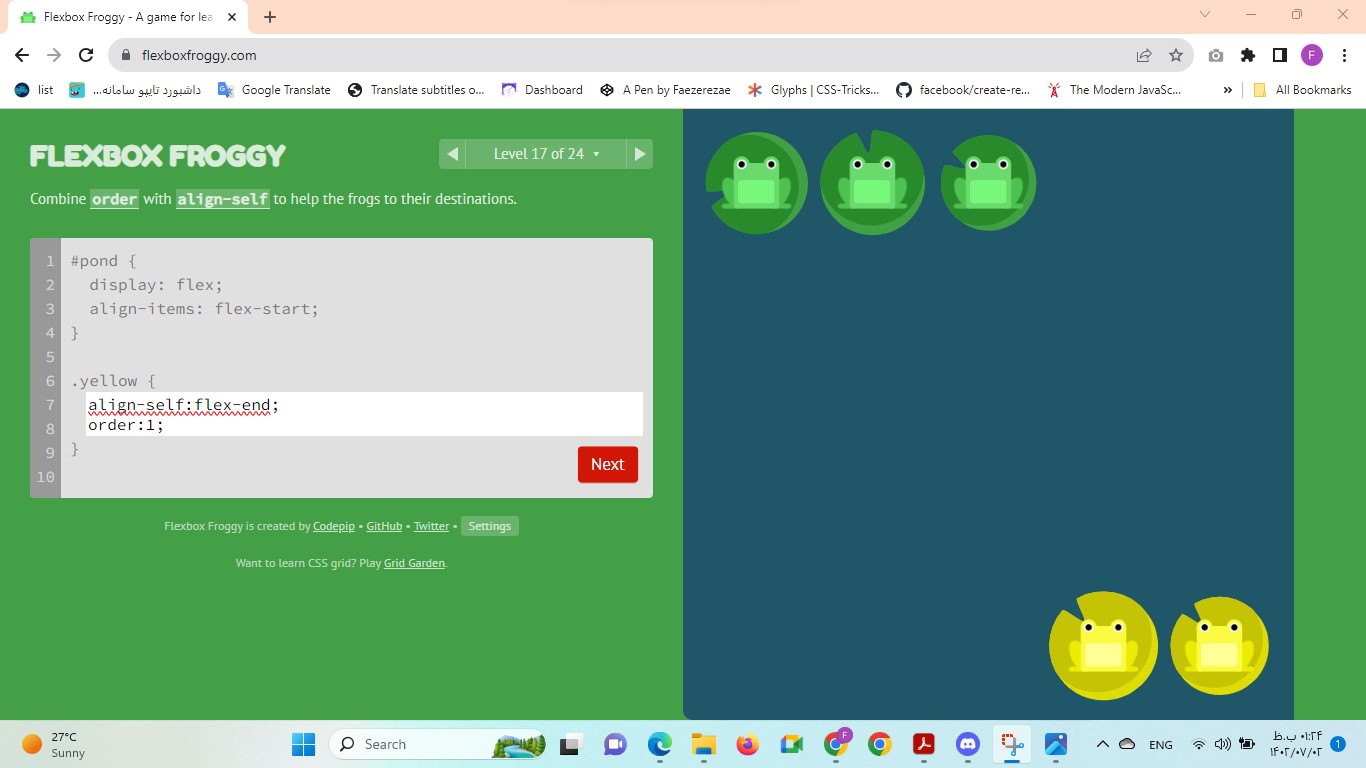 Flexbox Froggy - A game for lea
flexboxfroggy.com
F
list
داشبورد تاپیو سامانه...
Google Translate
Translate subtitles o...
Dashboard
A Pen by Faezerezae
Glyphs | CSS-Tricks...
facebook/create-re...
The Modern JavaSc...
»
All Bookmarks
FLEXBOX FROGGY
Level 17 of 24
Combine order with align-self to help the frogs to their destinations.
1 #pond {
2 display: flex;
3 align-items: flex-start;
4 }
5
6 .yellow {
7 align-self:flex-end;
8 order:1;
9 }
10
Next
Flexbox Froggy is created by Codepip • GitHub • Twitter • Settings
Want to learn CSS grid? Play Grid Garden.
27°C
Sunny
Search
F
ENG
۰۱:۲۴ ب.ظ
۱۴۰۲/۰۷/۰۲
1